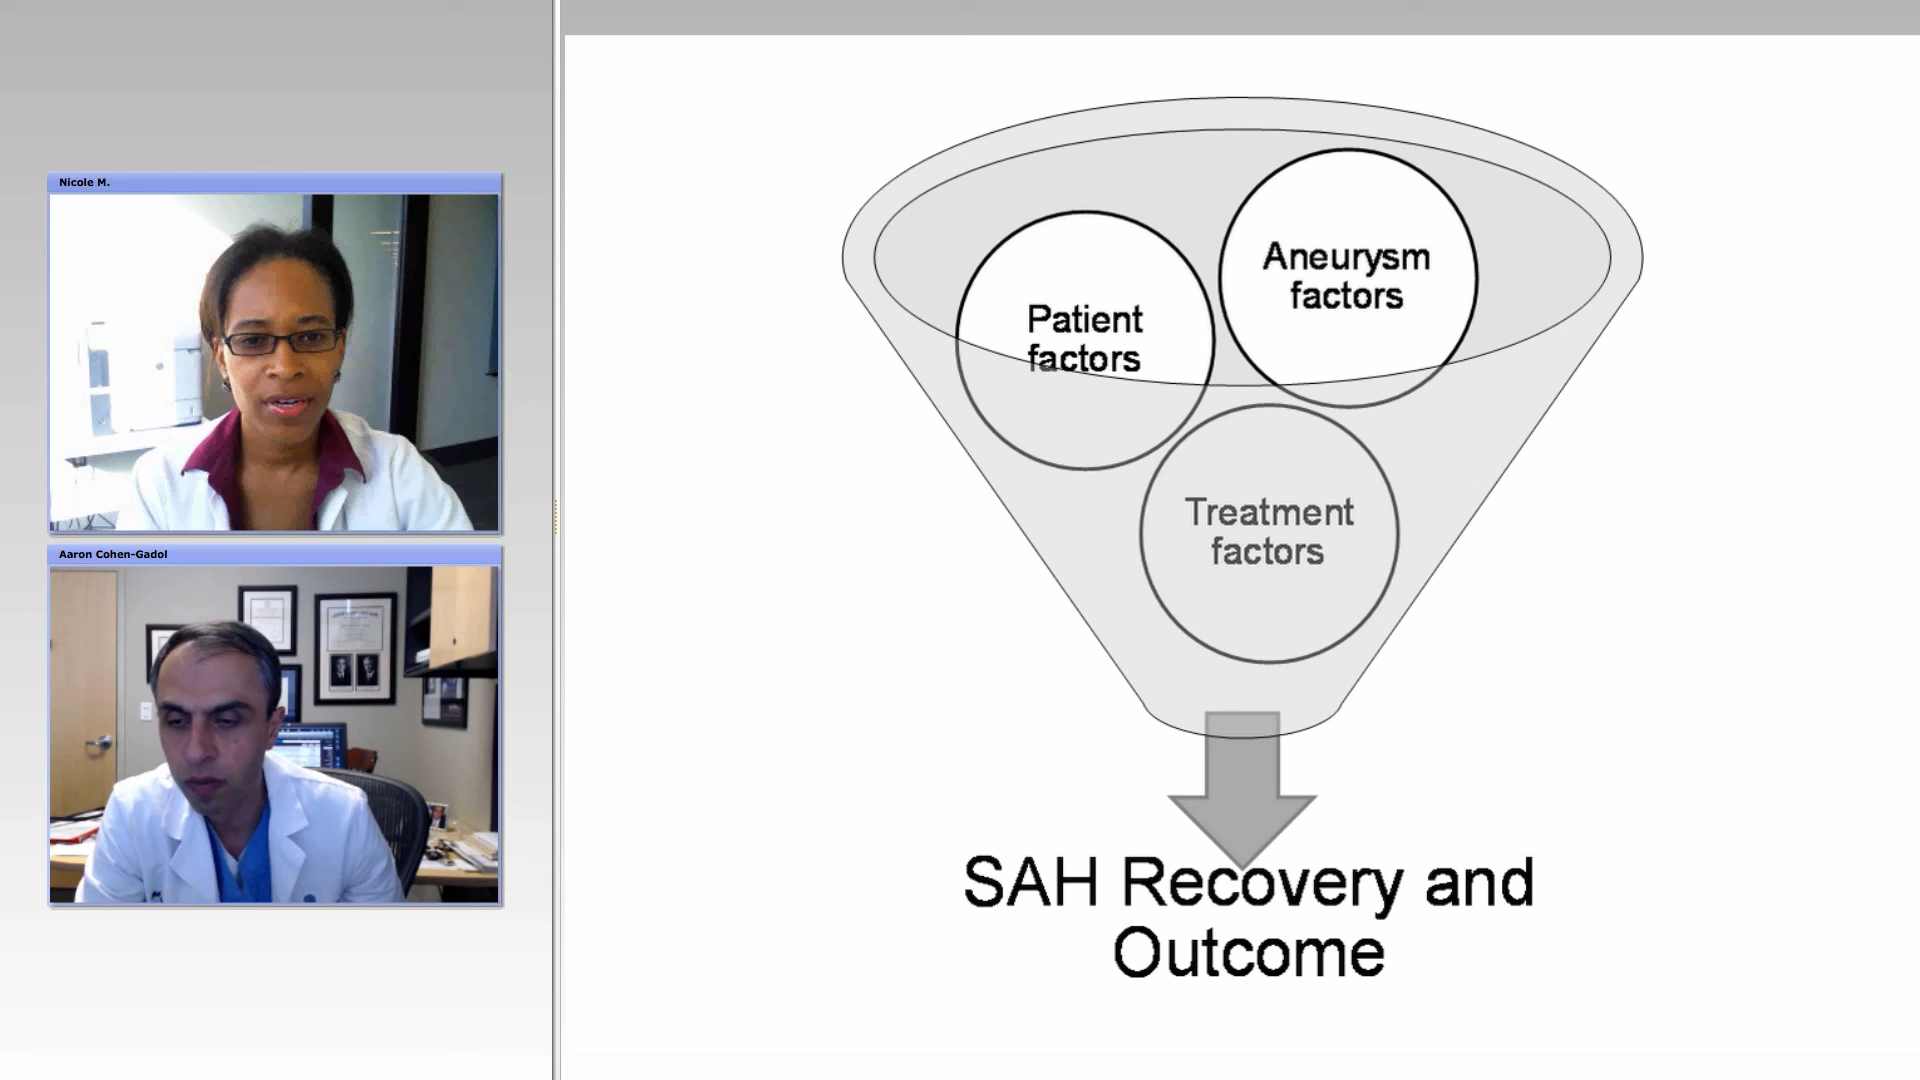 Nicole M.
Aaron Cohen-Gadol
Aneurysm
factors
Patient
factors
Treatment
factors
SAH Recovery and
Outcome